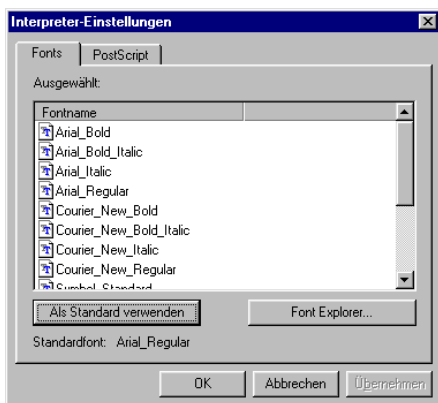 Interpreter-Einstellungen
Fonts PostScript
Ausgewählt:
Fontname
Arial_Bold
Arial_Bold_Italic
Arial_Italic
Arial_Regular
Courier_New_Bold
Courier_New_Bold_Italic
Courier_New_Italic
Courier_New_Regular
Symbol_Standard
Als Standard verwenden Font Explorer...
Standardfont: Arial_Regular
OK Abbrechen Übernehmen